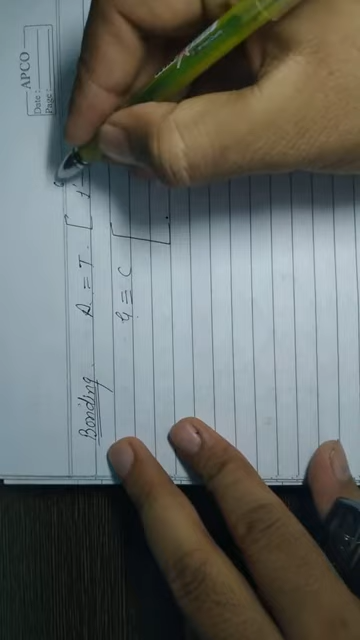 APCO
Date:
Page:
Bonding A = T [
G ≡ C [